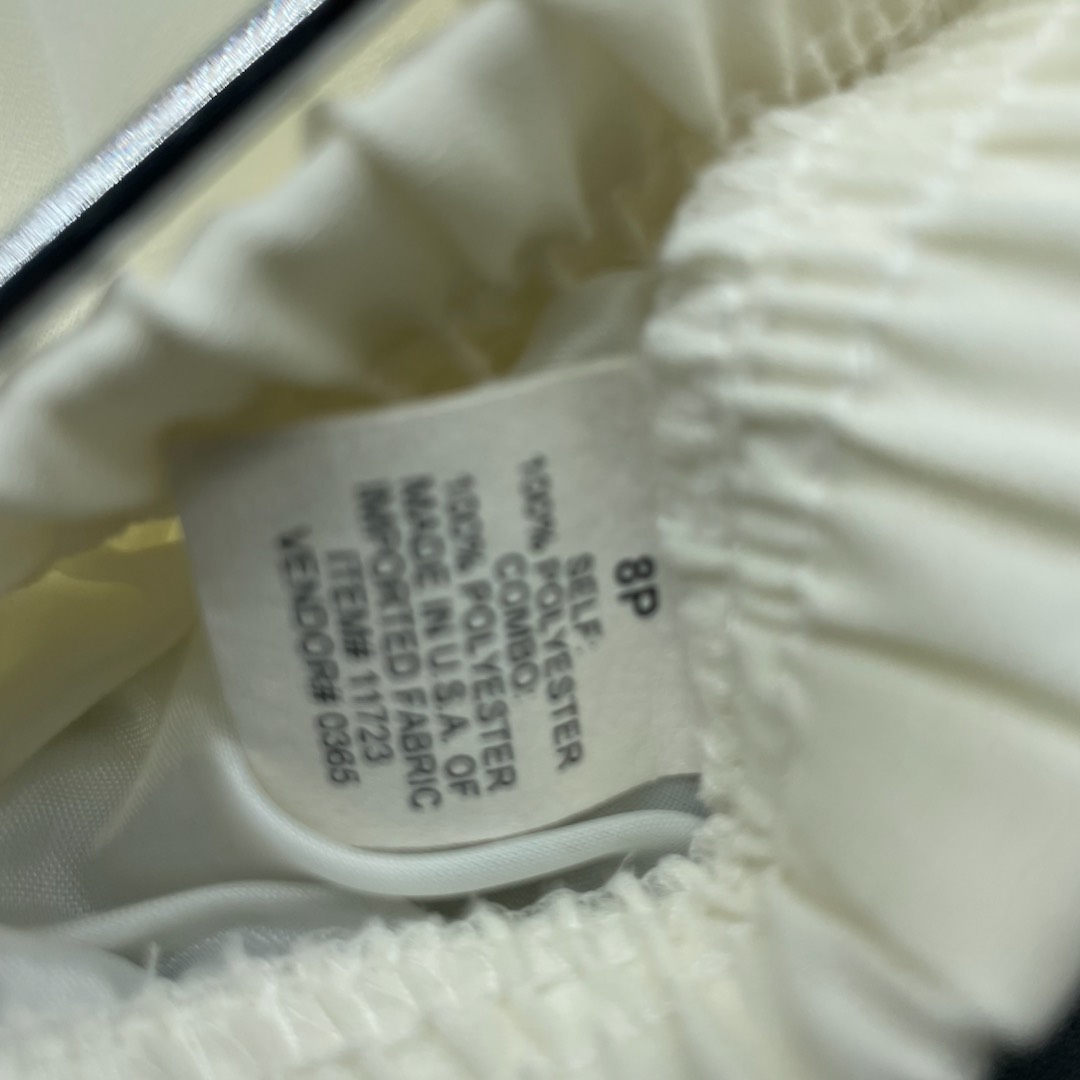 8P
SELF:
100% POLYESTER
COMBO:
100% POLYESTER
MADE IN U.S.A. OF
IMPORTED FABRIC
ITEM# 11723
VENDOR# 0365